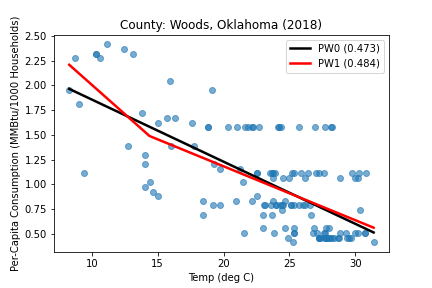 County: Woods, Oklahoma (2018)
Per-Capita Consumption (MMBtu/1000 Households)
2.50
2.25
2.00
1.75
1.50
1.25
1.00
0.75
0.50
PW0 (0.473)
PW1 (0.484)
10 15 20 25 30
Temp (deg C)